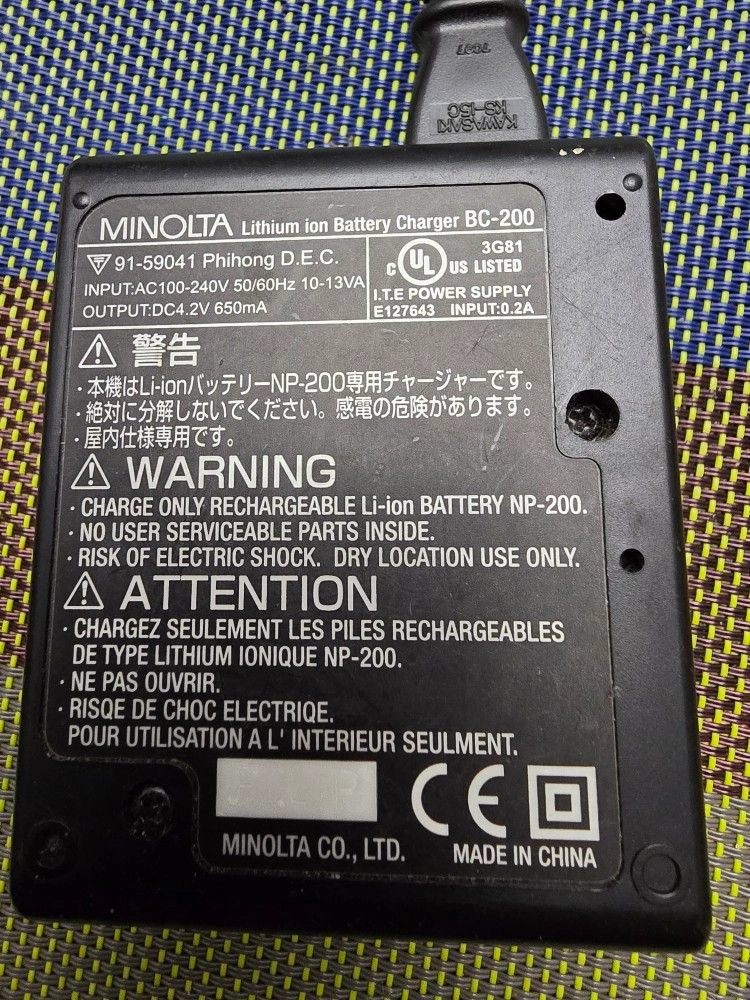 7C97
KAWASAKI
KS-15C
MINOLTA Lithium ion Battery Charger BC-200
91-59041 Phihong D.E.C.
INPUT:AC100-240V 50/60Hz 10-13VA
OUTPUT:DC4.2V 650mA
C UL US LISTED
3G81
I.T.E POWER SUPPLY
E127643 INPUT:0.2A
警告
・本機はLi-ionバッテリーNP-200専用チャージャーです。
・絶対に分解しないでください。感電の危険があります。
・屋内仕様専用です。
WARNING
· CHARGE ONLY RECHARGEABLE Li-ion BATTERY NP-200.
· NO USER SERVICEABLE PARTS INSIDE.
· RISK OF ELECTRIC SHOCK. DRY LOCATION USE ONLY.
ATTENTION
· CHARGEZ SEULEMENT LES PILES RECHARGEABLES
DE TYPE LITHIUM IONIQUE NP-200.
· NE PAS OUVRIR.
· RISQE DE CHOC ELECTRIQE.
POUR UTILISATION A L' INTERIEUR SEULMENT.
CE
MINOLTA CO., LTD.
MADE IN CHINA